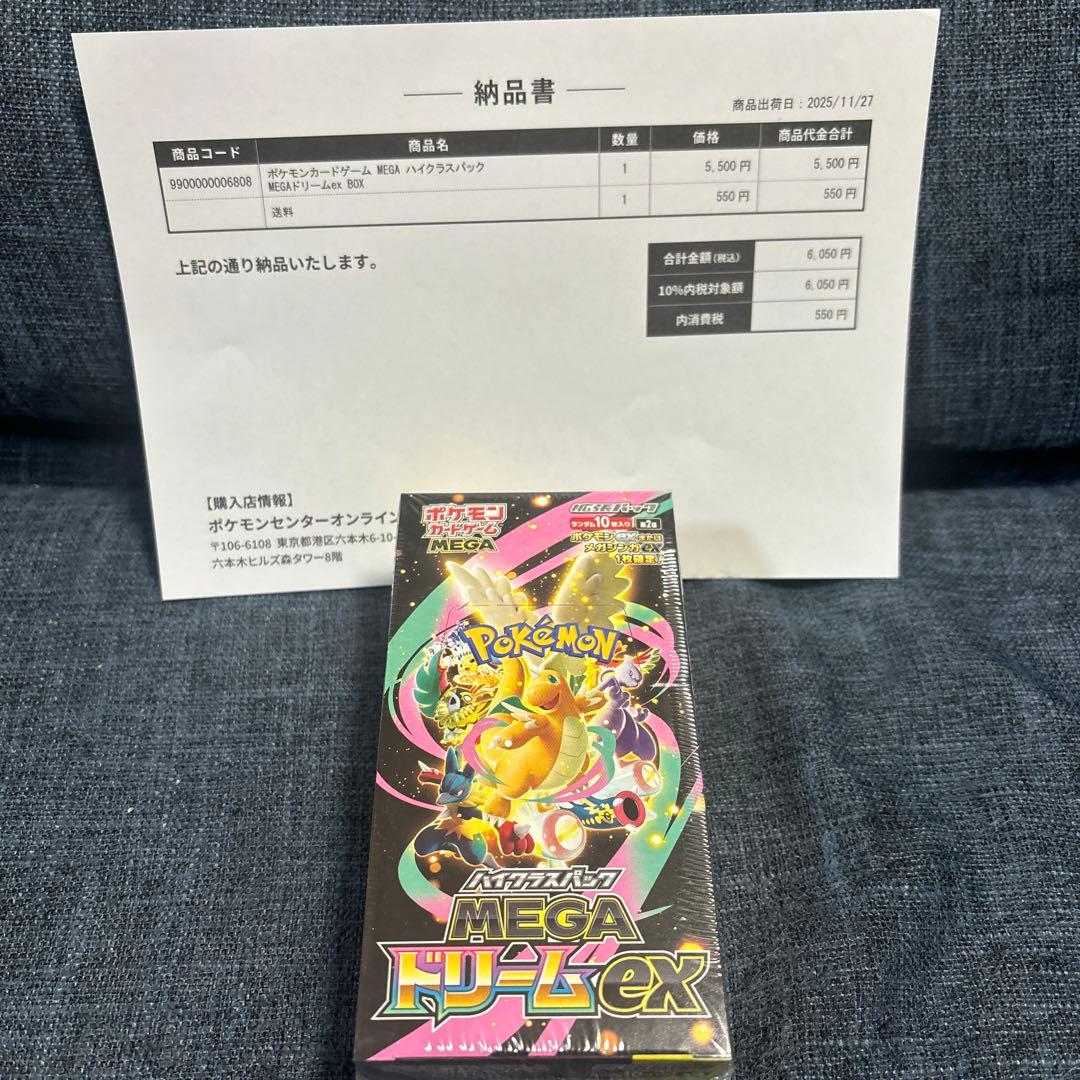 納品書
商品出荷日：2025/11/27
商品コード 商品名 数量 価格 商品代金合計
9900000006808 ポケモンカードゲーム MEGA ハイクラスパック 1 5,500 円 5,500 円
MEGAドリームex BOX
送料 1 550 円 550 円
上記の通り納品いたします。
合計金額(税込) 6,050 円
10%内税対象額 6,050 円
内消費税 550 円
【購入店情報】
ポケモンセンターオンライン
〒106-6108 東京都港区六本木6-10-
六本木ヒルズ森タワー8階
ポケモン
カードゲーム
MEGA
拡張パック
ランダム10枚入り
ポケモンexまたは
メガシンカex
1枚確定!
POKéMON
ハイクラスパック
MEGA
ドリームex